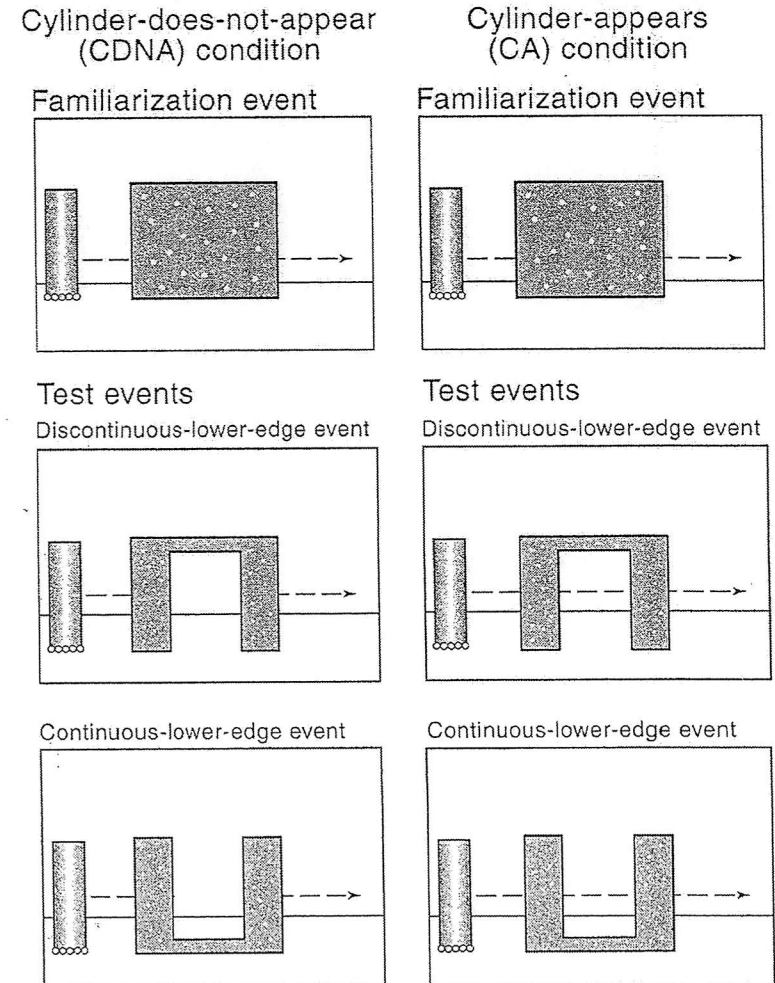 Cylinder-does-not-appear
(CDNA) condition
Familiarization event
Test events
Discontinuous-lower-edge event
Continuous-lower-edge event
Cylinder-appears
(CA) condition
Familiarization event
Test events
Discontinuous-lower-edge event
Continuous-lower-edge event